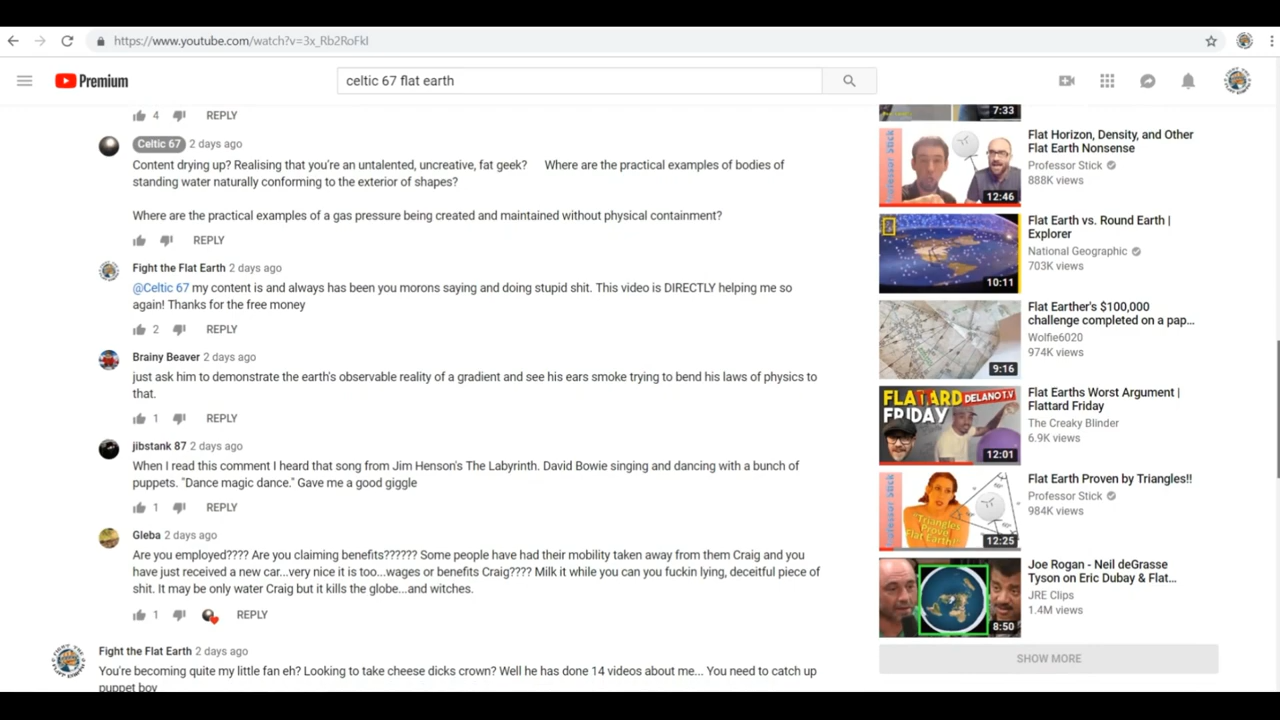 https://www.youtube.com/watch?v=3x_Rb2RoFkI
Premium
celtic 67 flat earth
4 REPLY
Celtic 67 2 days ago
Content drying up? Realising that you're an untalented, uncreative, fat geek? Where are the practical examples of bodies of
standing water naturally conforming to the exterior of shapes?
Where are the practical examples of a gas pressure being created and maintained without physical containment?
REPLY
Fight the Flat Earth 2 days ago
@Celtic 67 my content is and always has been you morons saying and doing stupid shit. This video is DIRECTLY helping me so
again! Thanks for the free money
2 REPLY
Brainy Beaver 2 days ago
just ask him to demonstrate the earth's observable reality of a gradient and see his ears smoke trying to bend his laws of physics to
that.
1 REPLY
jibstank 87 2 days ago
When I read this comment I heard that song from Jim Henson's The Labyrinth. David Bowie singing and dancing with a bunch of
puppets. "Dance magic dance." Gave me a good giggle
1 REPLY
Gleba 2 days ago
Are you employed???? Are you claiming benefits?????? Some people have had their mobility taken away from them Craig and you
have just received a new car...very nice it is too...wages or benefits Craig???? Milk it while you can you fuckin lying, deceitful piece of
shit. It may be only water Craig but it kills the globe...and witches.
1 REPLY
Fight the Flat Earth 2 days ago
You're becoming quite my little fan eh? Looking to take cheese dicks crown? Well he has done 14 videos about me... You need to catch up
puppet boy
7:33
Professor Stick
12:46
Flat Horizon, Density, and Other
Flat Earth Nonsense
Professor Stick
888K views
10:11
Flat Earth vs. Round Earth |
Explorer
National Geographic
703K views
9:16
Flat Earther's $100,000
challenge completed on a pap...
Wolfie6020
974K views
FLATTARD
FRIDAY
DELANO T.V
12:01
Flat Earths Worst Argument |
Flattard Friday
The Creaky Blinder
6.9K views
Professor Stick
"Triangles
Prove
Flat Earth!"
12:25
Flat Earth Proven by Triangles!!
Professor Stick
984K views
8:50
Joe Rogan - Neil deGrasse
Tyson on Eric Dubay & Flat...
JRE Clips
1.4M views
SHOW MORE